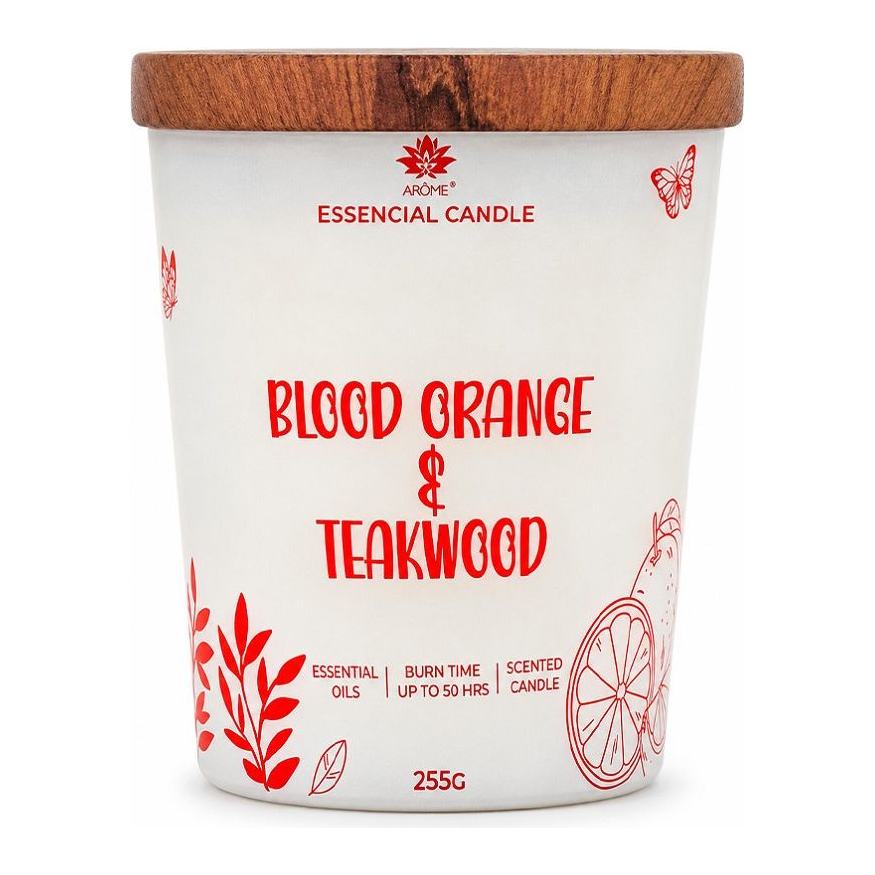 ARÔME®
ESSENCIAL CANDLE
BLOOD ORANGE
&
TEAKWOOD
ESSENTIAL OILS | BURN TIME UP TO 50 HRS | SCENTED CANDLE
255G